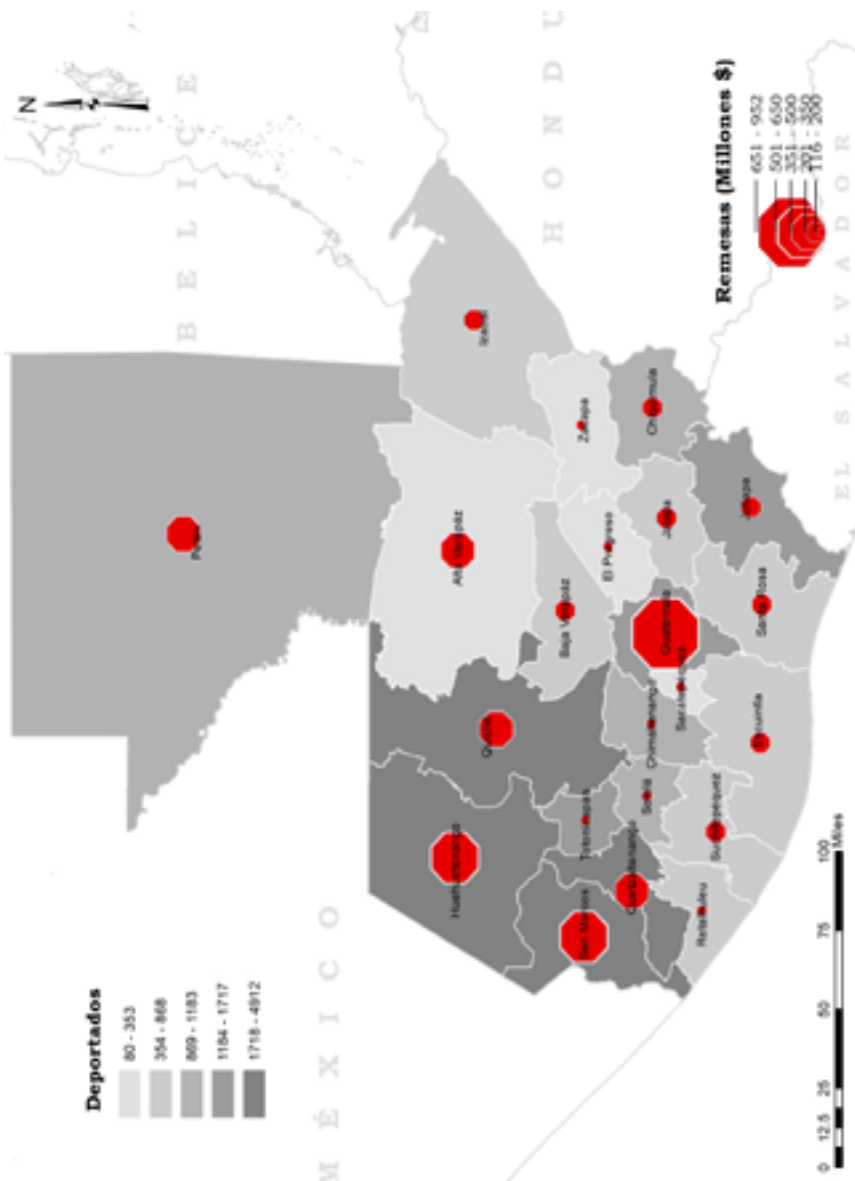 N
BELICE
HONDU
MÉXICO
EL SALVADOR
Deportados
80 - 353
354 - 868
869 - 1183
1184 - 1717
1718 - 4912
Remesas (Millones $)
651 - 952
501 - 650
351 - 500
201 - 350
116 - 200
Petén
Huehuetenango
Quiché
Alta Verapáz
Izabal
Baja Verapáz
San Marcos
Totonicapán
Quetzaltenango
Sololá
Chimaltenango
El Progreso
Zacapa
Guatemala
Sacatepéquez
Jalapa
Chiquimula
Retalhuleu
Suchitepéquez
Escuintla
Santa Rosa
Jutiapa
0 12.5 25 50 75 100
Miles